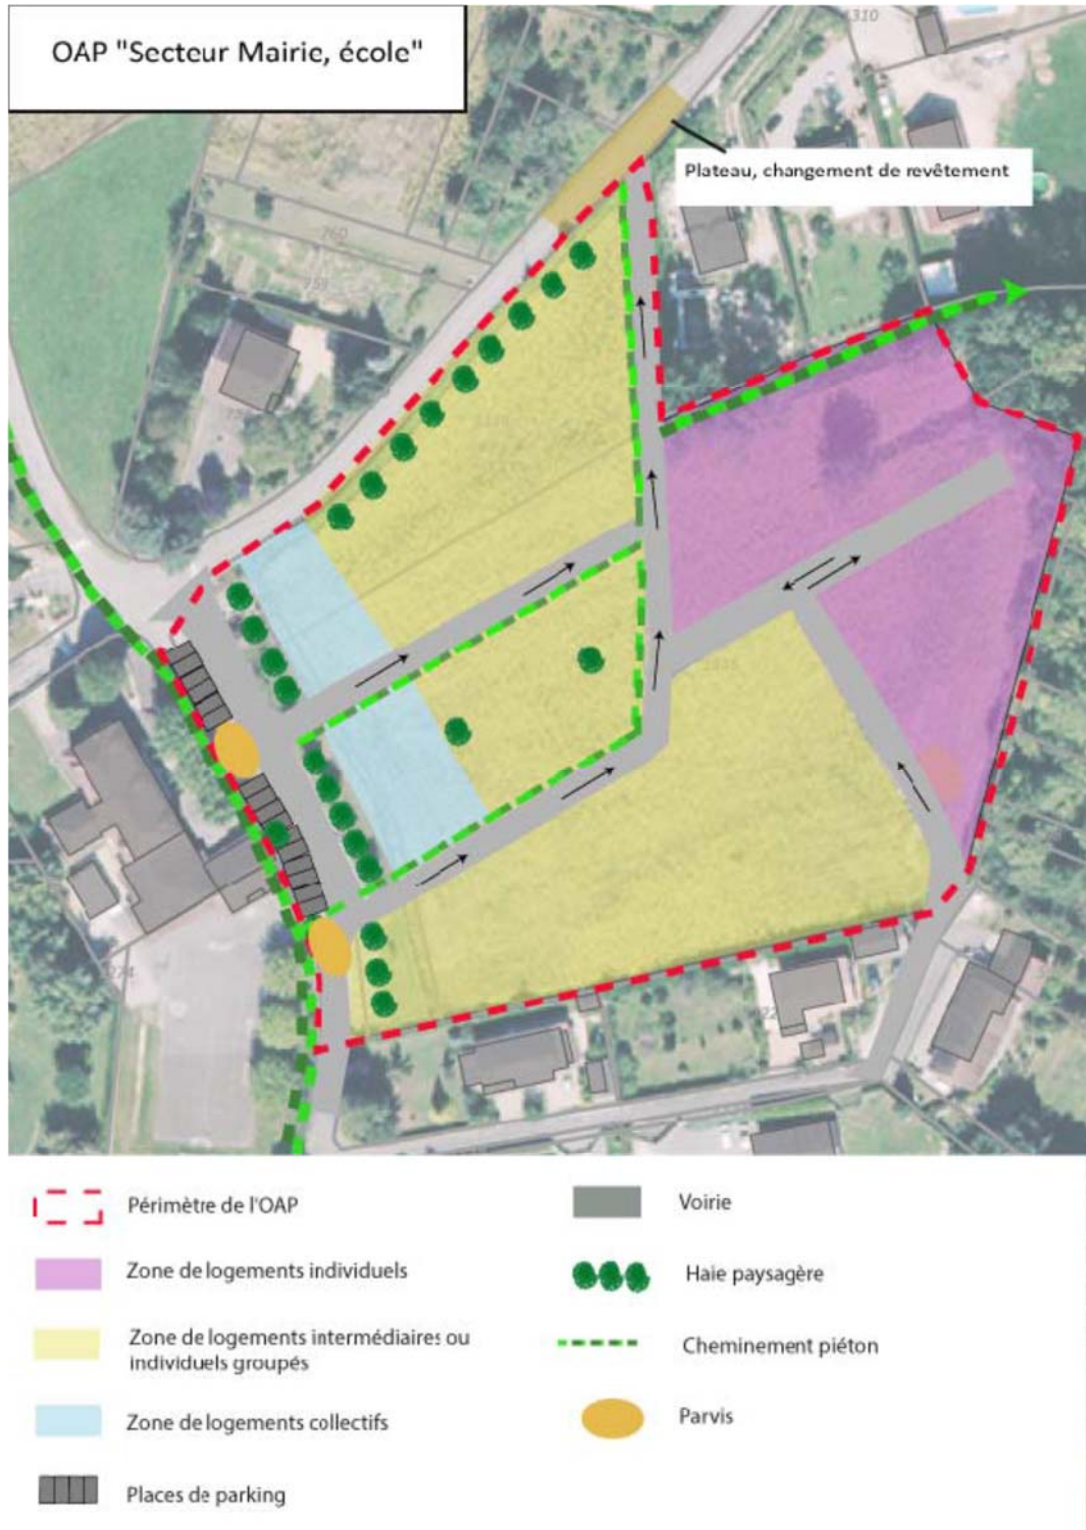 OAP "Secteur Mairie, école"
Plateau, changement de revêtement
Périmètre de l'OAP
Zone de logements individuels
Zone de logements intermédiaires ou
individuels groupés
Zone de logements collectifs
Places de parking
Voirie
Haie paysagère
Cheminement piéton
Parvis